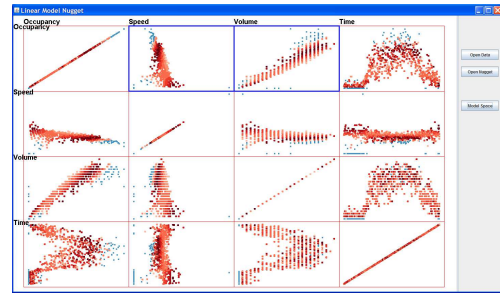 Linear Model Nugget
Occupancy Speed Volume Time
Occupancy
Speed
Volume
Time
Open Data
Open Nugget
Model Space